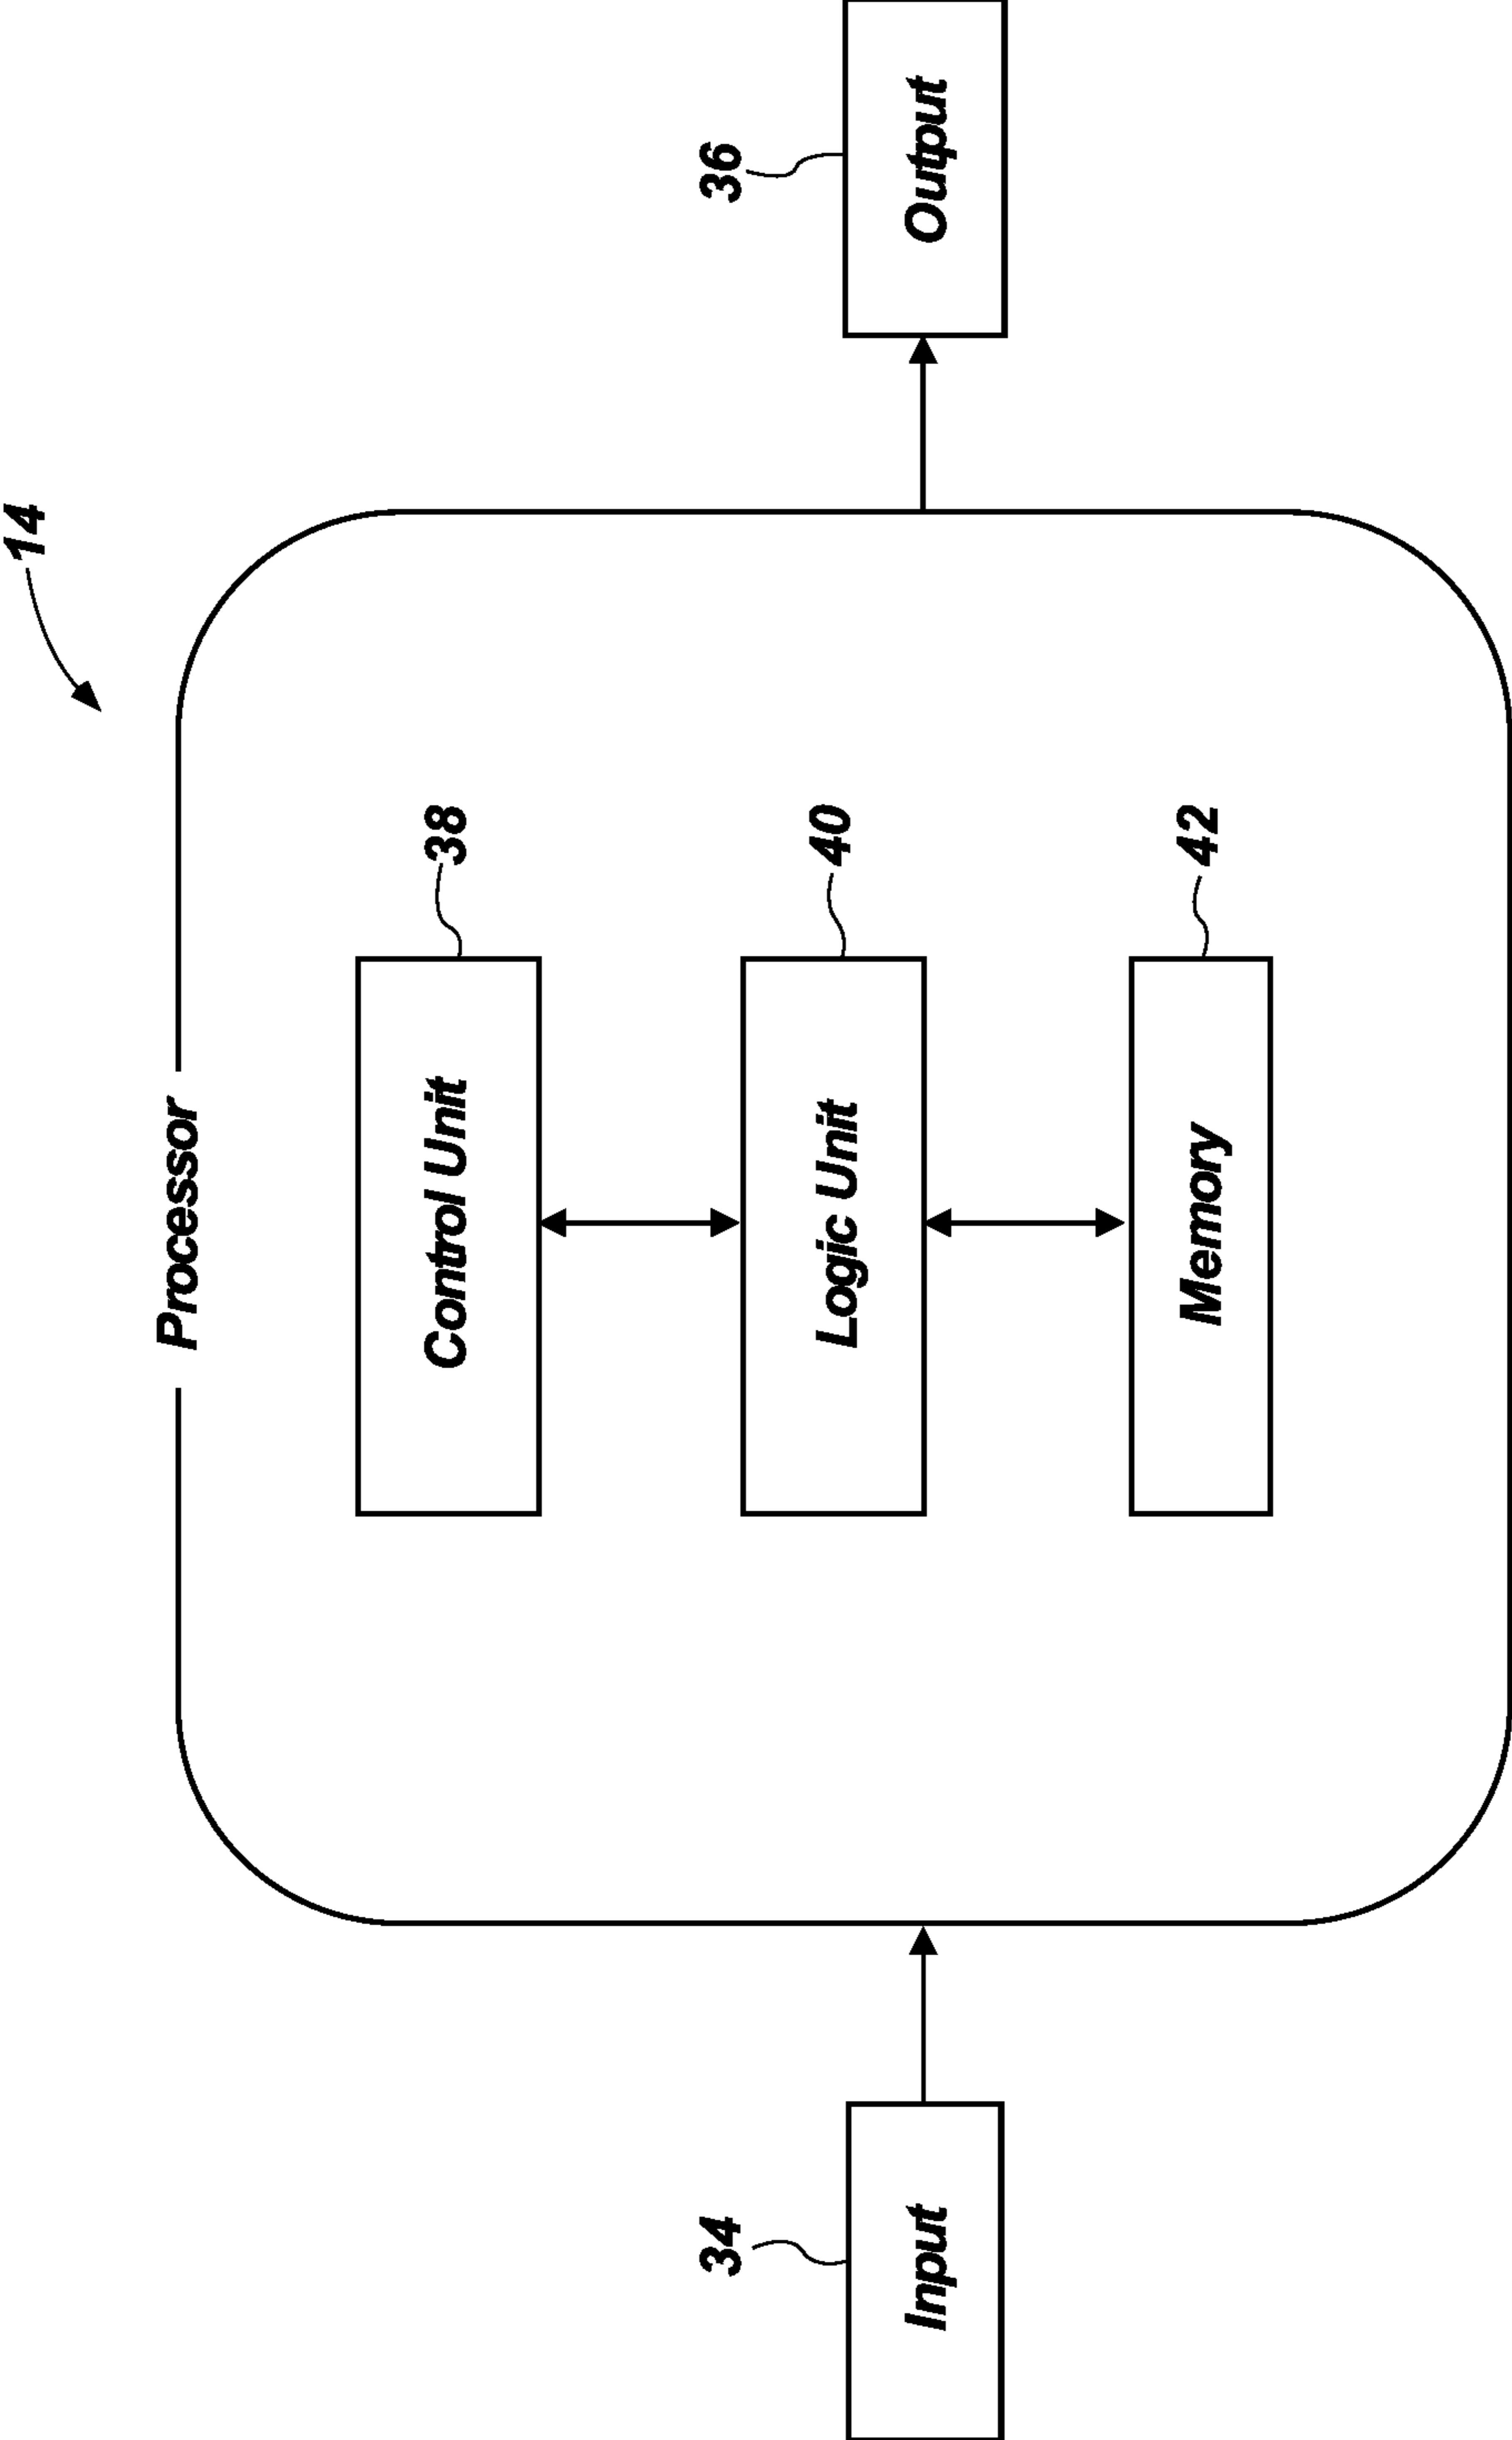 14
Processor
38
Control Unit
34
36
40
Input
Logic Unit
Output
42
Memory